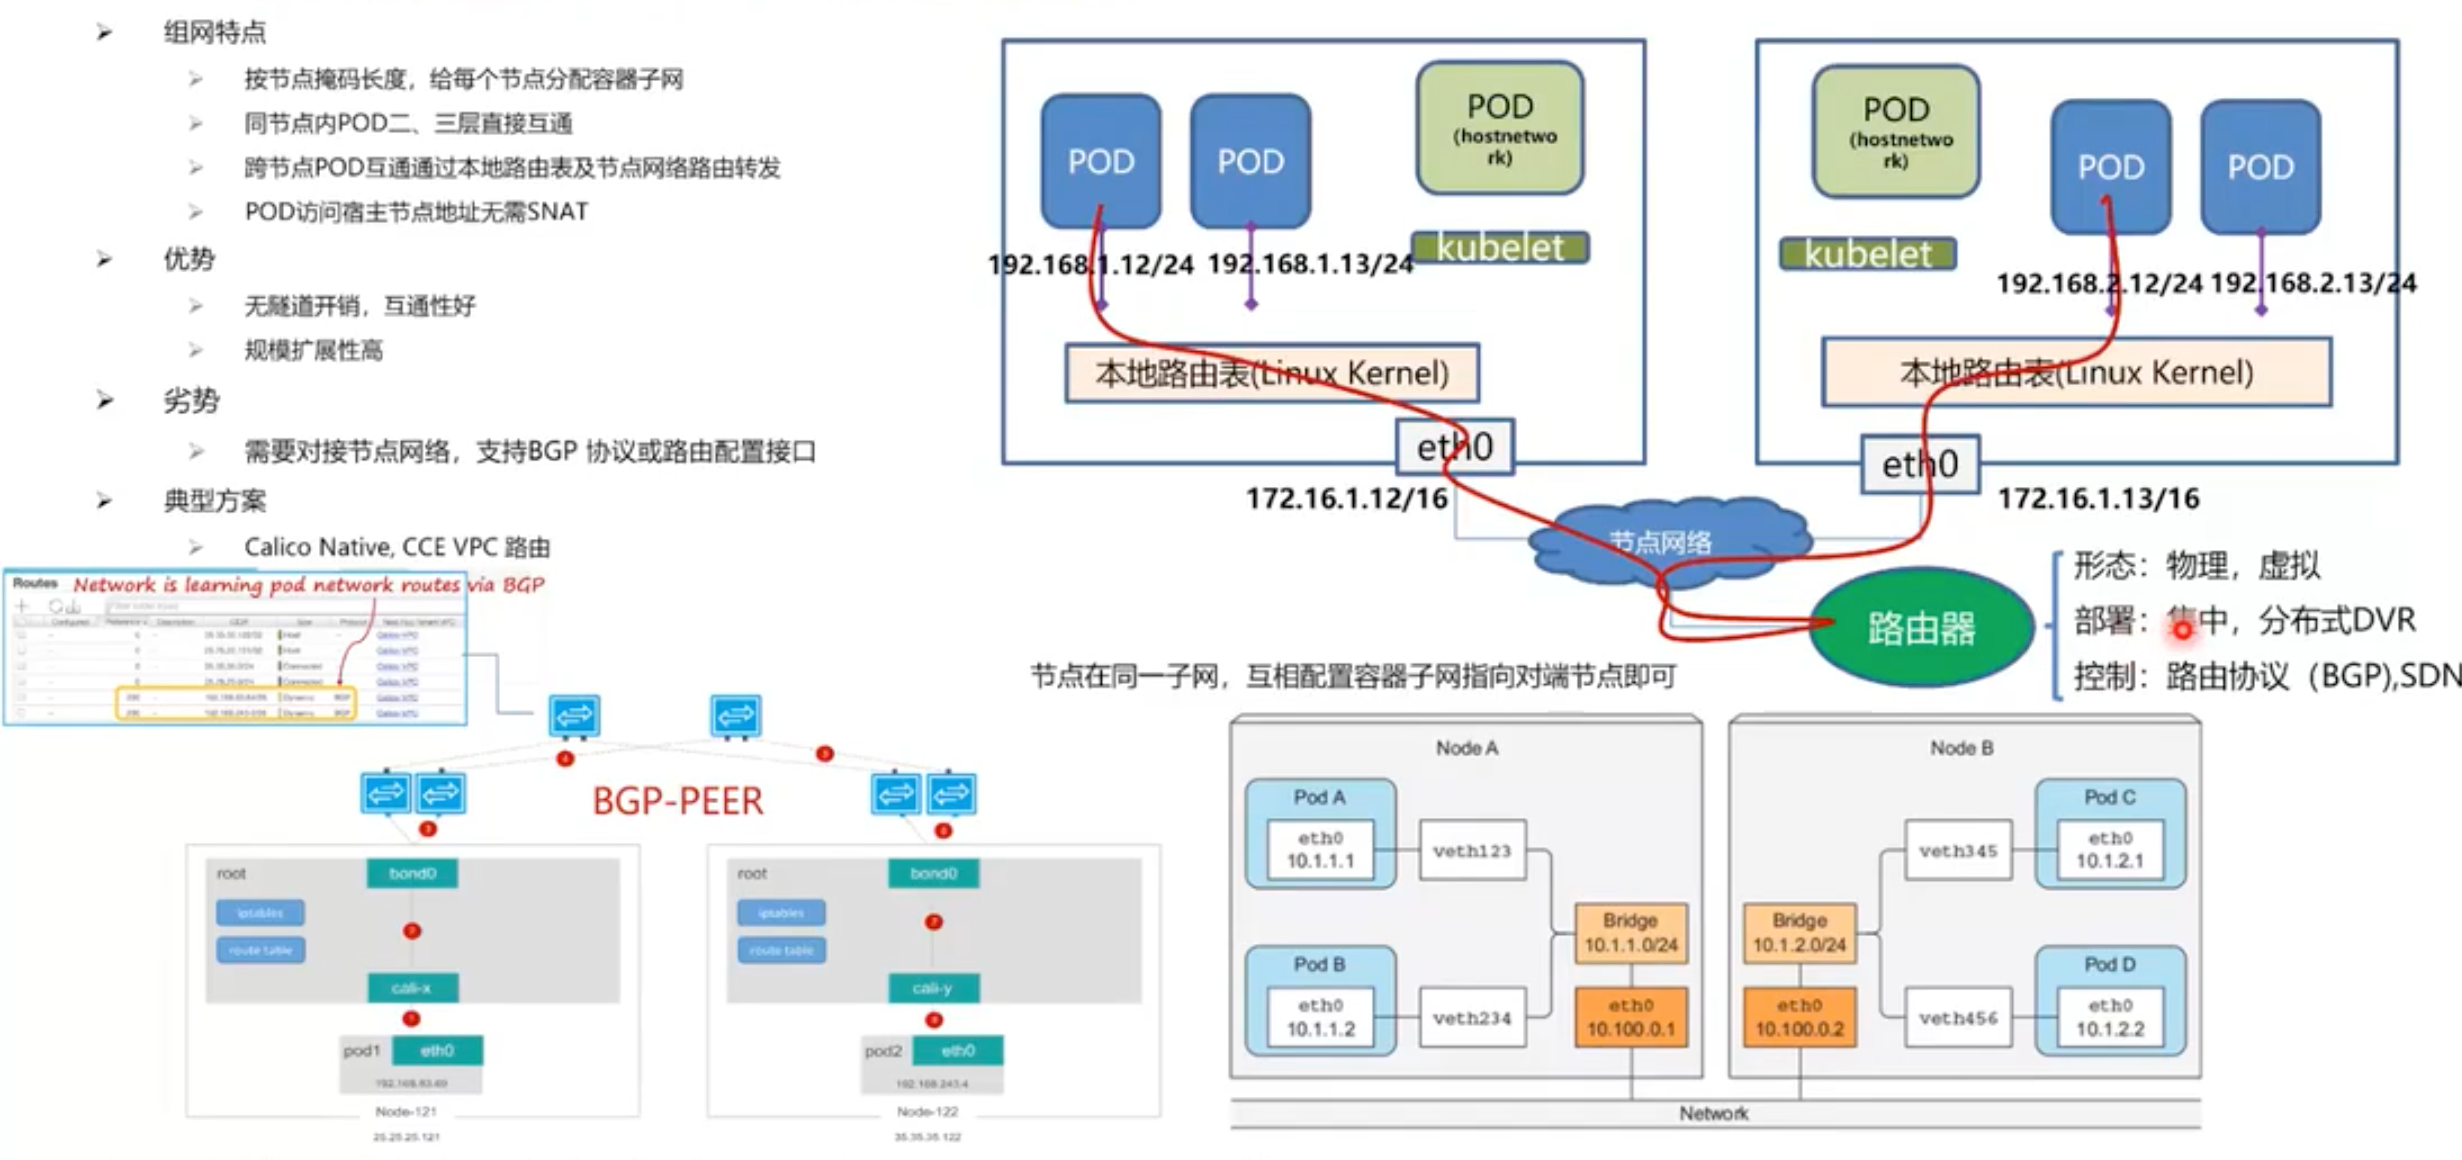 组网特点
按节点掩码长度，给每个节点分配容器子网
同节点内POD二、三层直接互通
跨节点POD互通通过本地路由表及节点网络路由转发
POD访问宿主节点地址无需SNAT
优势
无隧道开销，互通性好
规模扩展性高
劣势
需要对接节点网络，支持BGP 协议或路由配置接口
典型方案
Calico Native, CCE VPC 路由
POD
POD
POD
(hostnetwo
rk)
kubelet
192.168.1.12/24
192.168.1.13/24
本地路由表(Linux Kernel)
eth0
172.16.1.12/16
POD
(hostnetwo
rk)
POD
POD
kubelet
192.168.2.12/24
192.168.2.13/24
本地路由表(Linux Kernel)
eth0
172.16.1.13/16
节点网络
路由器
形态：物理，虚拟
部署：集中，分布式DVR
控制：路由协议（BGP),SDN
节点在同一子网，互相配置容器子网指向对端节点即可
Routes
Network is learning pod network routes via BGP
BGP-PEER
root
bond0
iptables
route table
cali-x
pod1
eth0
192.168.83.69
Node-121
25.25.25.121
root
bond0
iptables
route table
cali-y
pod2
eth0
192.168.243.4
Node-122
35.35.35.122
Node A
Pod A
eth0
10.1.1.1
veth123
Pod B
eth0
10.1.1.2
veth234
Bridge
10.1.1.0/24
eth0
10.100.0.1
Node B
Bridge
10.1.2.0/24
eth0
10.100.0.2
veth345
Pod C
eth0
10.1.2.1
veth456
Pod D
eth0
10.1.2.2
Network